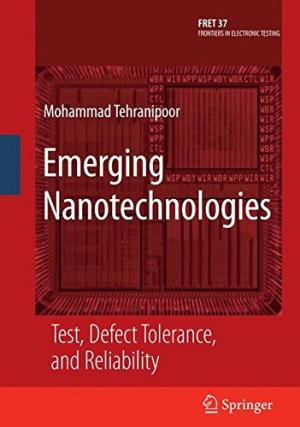 FRET 37
FRONTIERS IN ELECTRONIC TESTING
Mohammad Tehranipoor
Emerging
Nanotechnologies
Test, Defect Tolerance,
and Reliability
Springer